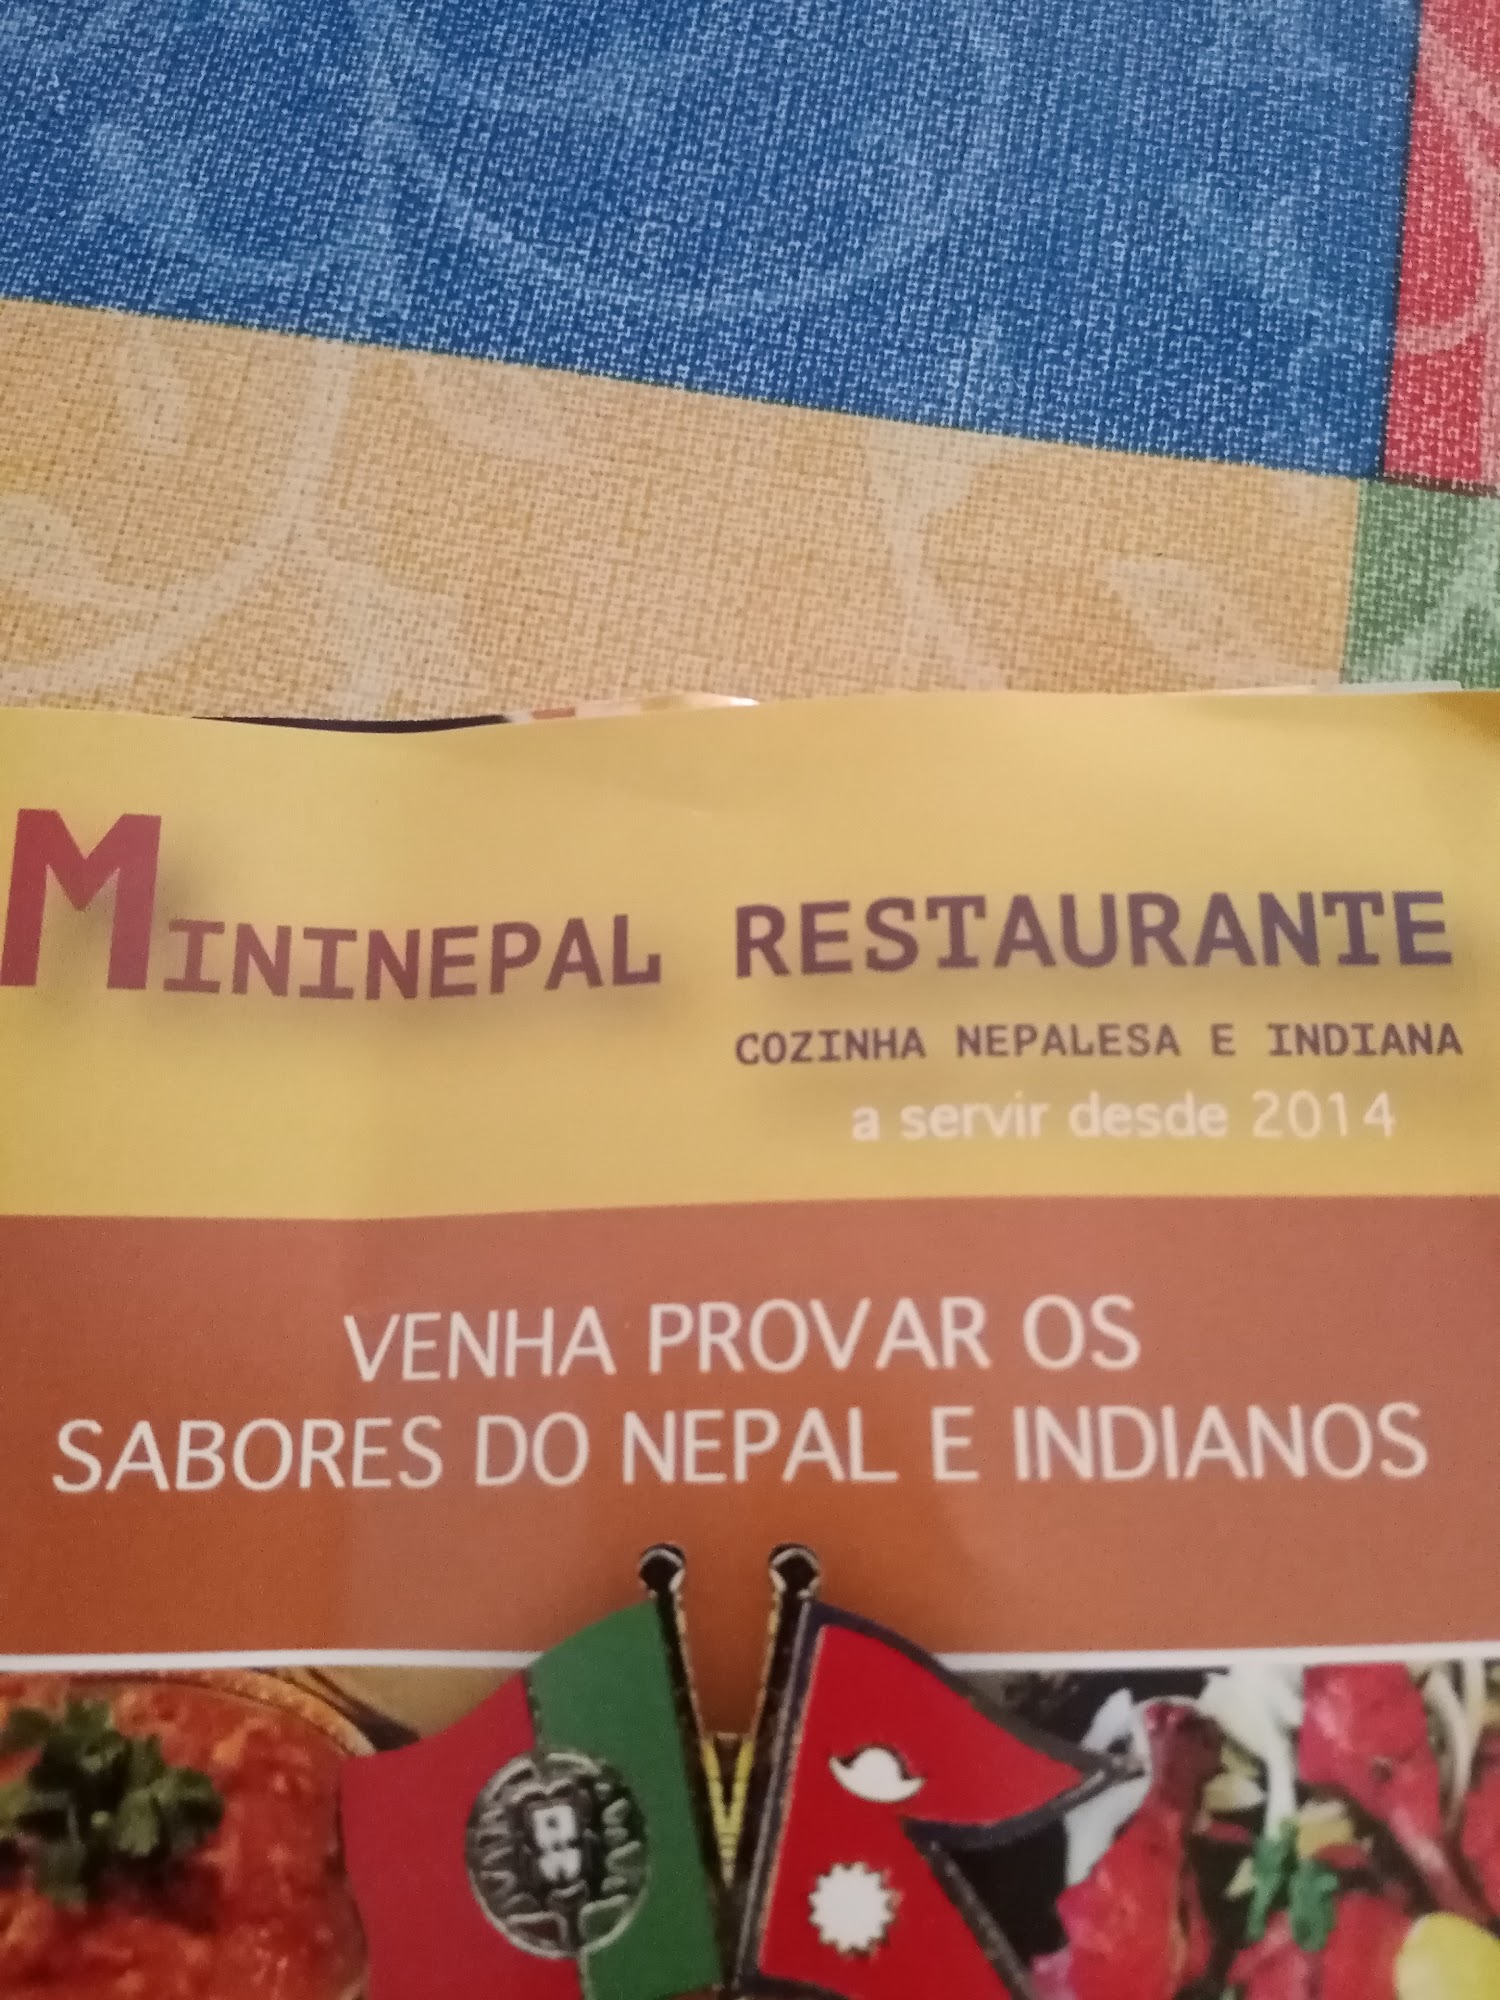 MININEPAL RESTAURANTE
COZINHA NEPALESA E INDIANA
a servir desde 2014
VENHA PROVAR OS
SABORES DO NEPAL E INDIANOS